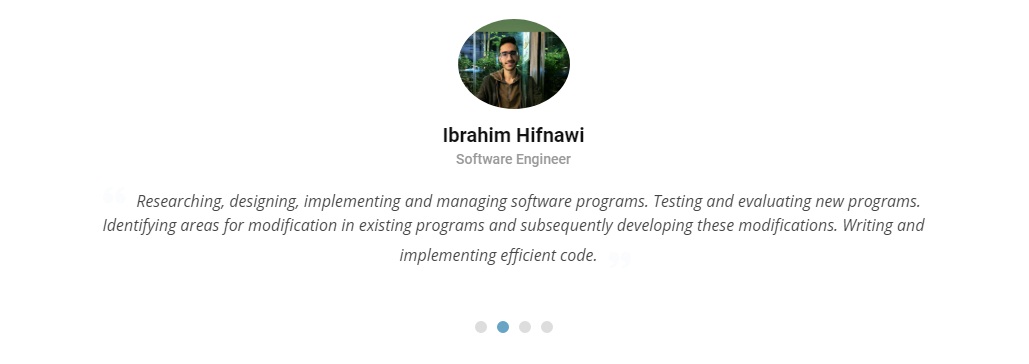 Ibrahim Hifnawi
Software Engineer
Researching, designing, implementing and managing software programs. Testing and evaluating new programs.
Identifying areas for modification in existing programs and subsequently developing these modifications. Writing and
implementing efficient code.